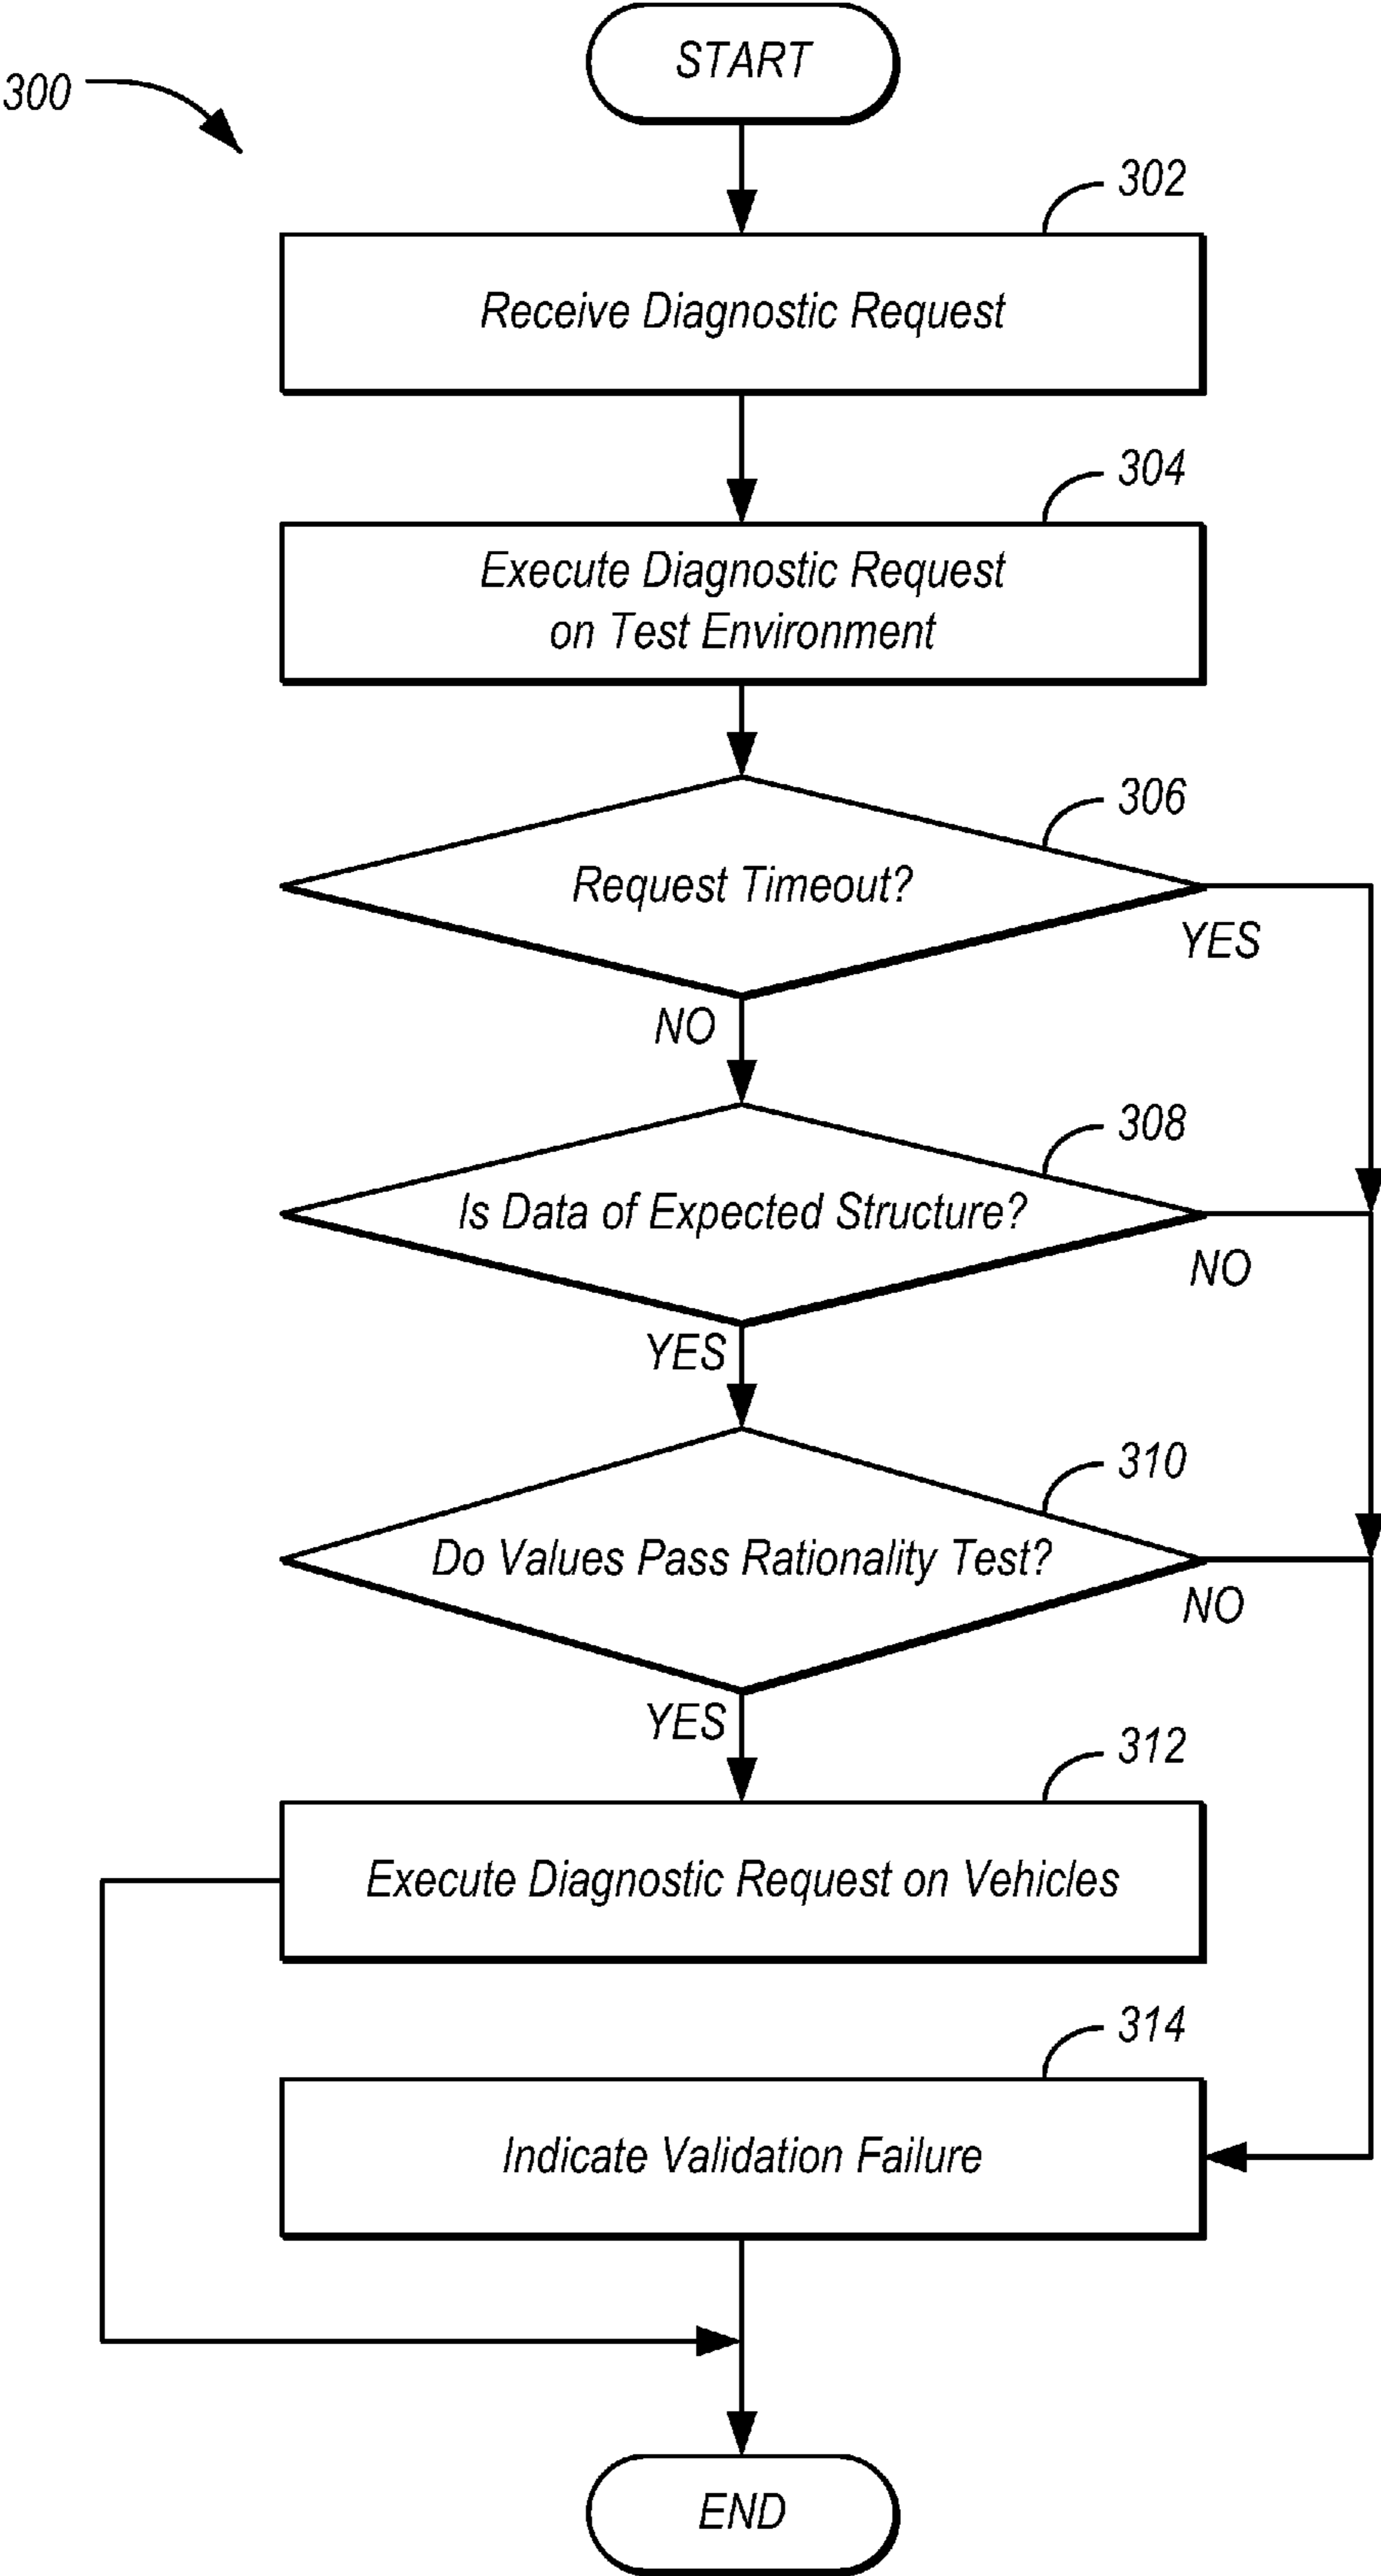 START
300
302
Receive Diagnostic Request
304
Execute Diagnostic Request
on Test Environment
306
Request Timeout?
YES
NO
308
Is Data of Expected Structure?
NO
YES
310
Do Values Pass Rationality Test?
NO
YES
312
Execute Diagnostic Request on Vehicles
314
Indicate Validation Failure
END